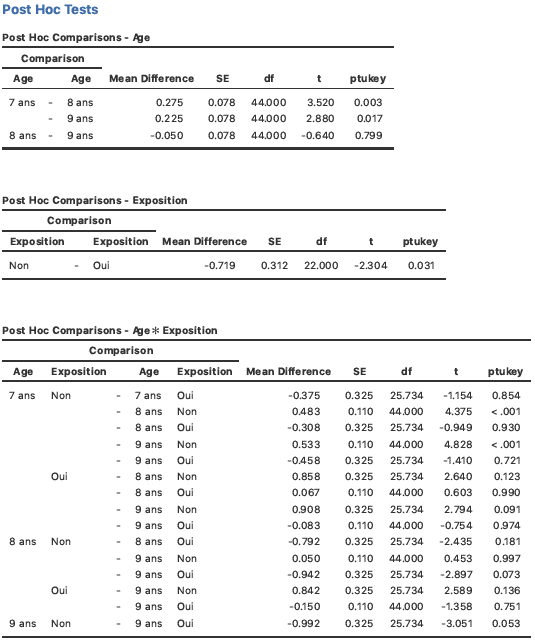 Post Hoc Tests
Post Hoc Comparisons - Age
Comparison
Age Age Mean Difference SE df t ptukey
7 ans - 8 ans 0.275 0.078 44.000 3.520 0.003
- 9 ans 0.225 0.078 44.000 2.880 0.017
8 ans - 9 ans -0.050 0.078 44.000 -0.640 0.799
Post Hoc Comparisons - Exposition
Comparison
Exposition Exposition Mean Difference SE df t ptukey
Non - Oui -0.719 0.312 22.000 -2.304 0.031
Post Hoc Comparisons - Age * Exposition
Comparison
Age Exposition Age Exposition Mean Difference SE df t ptukey
7 ans Non - 7 ans Oui -0.375 0.325 25.734 -1.154 0.854
- 8 ans Non 0.483 0.110 44.000 4.375 < .001
- 8 ans Oui -0.308 0.325 25.734 -0.949 0.930
- 9 ans Non 0.533 0.110 44.000 4.828 < .001
- 9 ans Oui -0.458 0.325 25.734 -1.410 0.721
Oui - 8 ans Non 0.858 0.325 25.734 2.640 0.123
- 8 ans Oui 0.067 0.110 44.000 0.603 0.990
- 9 ans Non 0.908 0.325 25.734 2.794 0.091
- 9 ans Oui -0.083 0.110 44.000 -0.754 0.974
8 ans Non - 8 ans Oui -0.792 0.325 25.734 -2.435 0.181
- 9 ans Non 0.050 0.110 44.000 0.453 0.997
- 9 ans Oui -0.942 0.325 25.734 -2.897 0.073
Oui - 9 ans Non 0.842 0.325 25.734 2.589 0.136
- 9 ans Oui -0.150 0.110 44.000 -1.358 0.751
9 ans Non - 9 ans Oui -0.992 0.325 25.734 -3.051 0.053